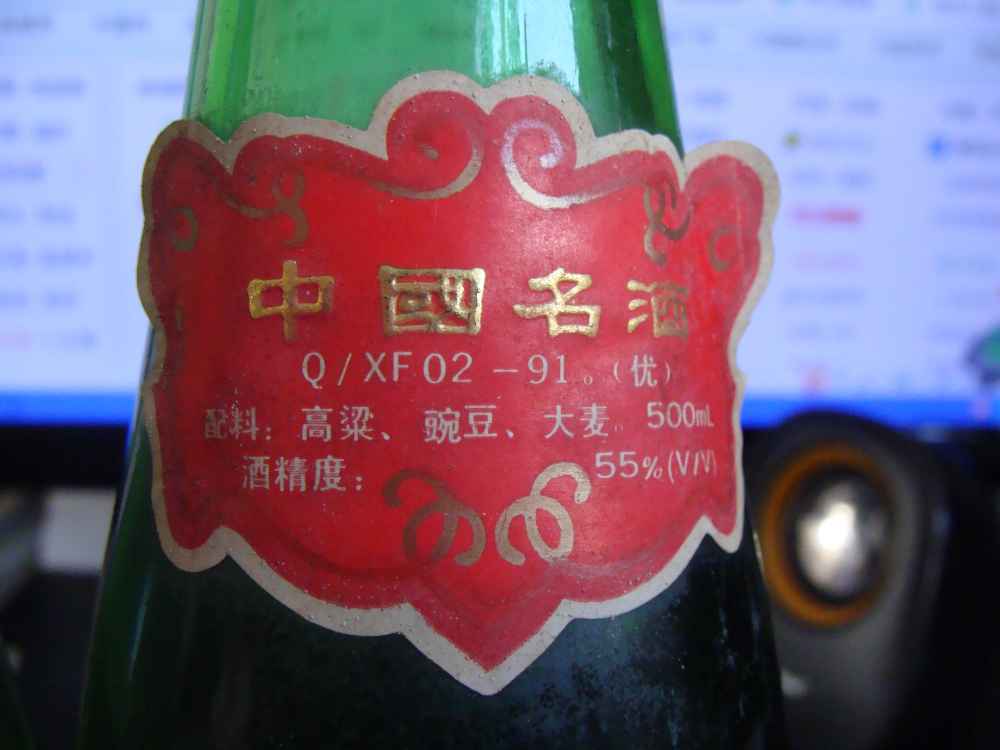 中國名酒
Q/XF02-91。(优)
配料：高粱、豌豆、大麦 500mL
酒精度： 55%(V/V)